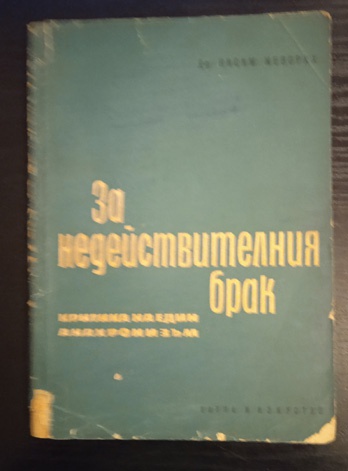 За
недействителния
брак
критика на един
анахронизъм
наука и изкуство